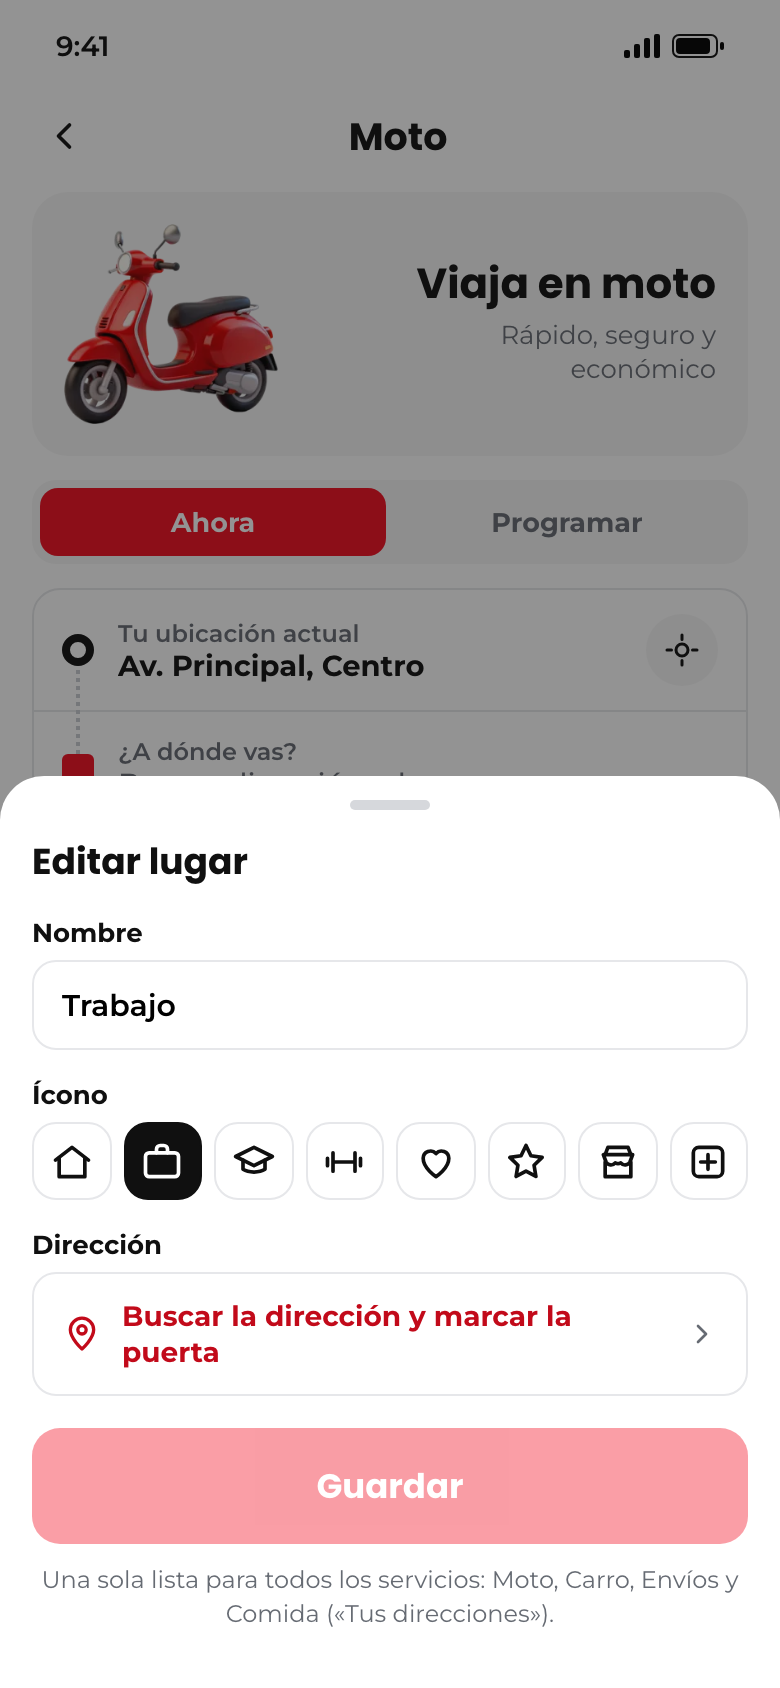 9:41
Moto
Viaja en moto
Rápido, seguro y
económico
Ahora
Programar
Tu ubicación actual
Av. Principal, Centro
¿A dónde vas?
Editar lugar
Nombre
Trabajo
Ícono
Dirección
Buscar la dirección y marcar la
puerta
Guardar
Una sola lista para todos los servicios: Moto, Carro, Envíos y
Comida («Tus direcciones»).